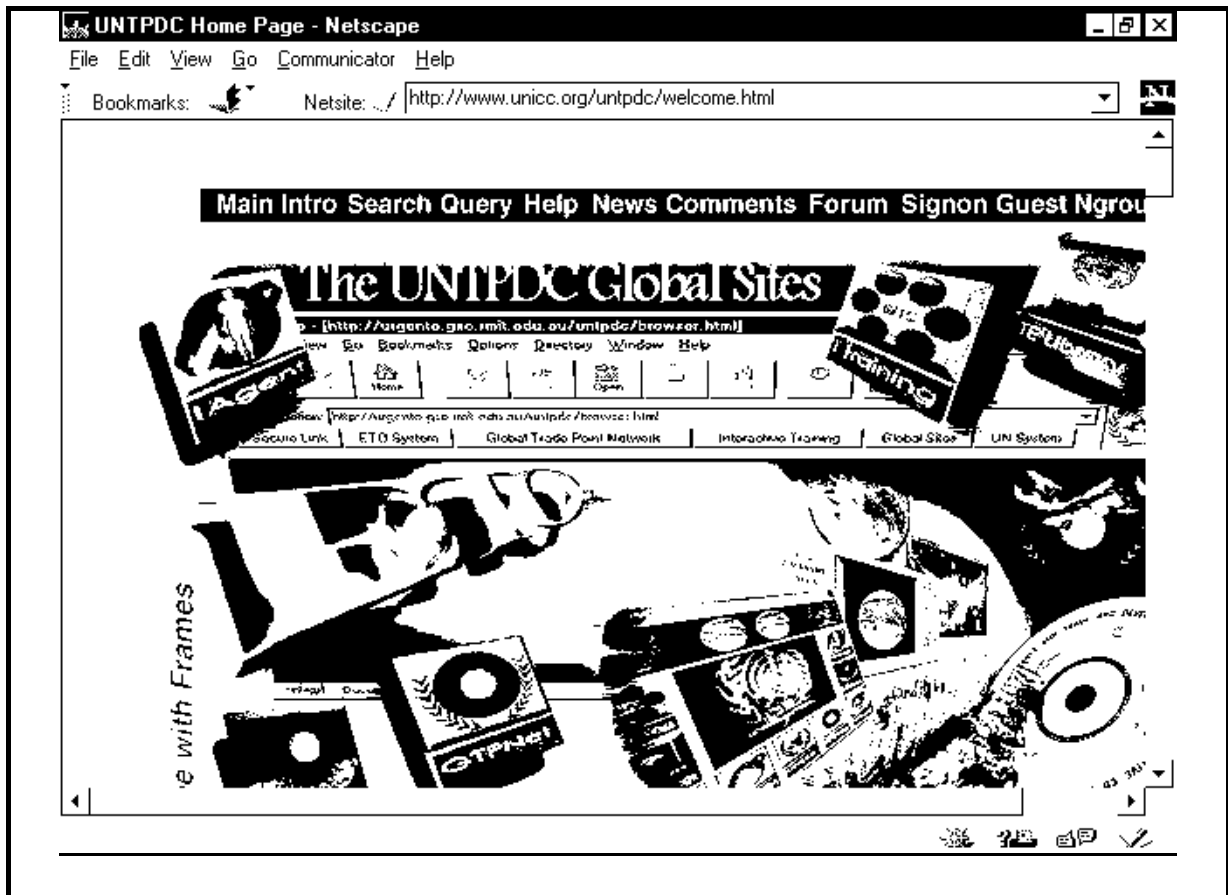 UNTPDC Home Page - Netscape
File Edit View Go Communicator Help
Bookmarks: Netsite: http://www.unicc.org/untpdc/welcome.html
Main Intro Search Query Help News Comments Forum Signon Guest Ngrou
The UNTPDC Global Sites
Go Bookmarks Options Directory Window Help
Home Open
IAgent
Training
Secure Link ETO System Global Trade Point Network Interactive Training Global Sites UN System
with Frames
GTPNet